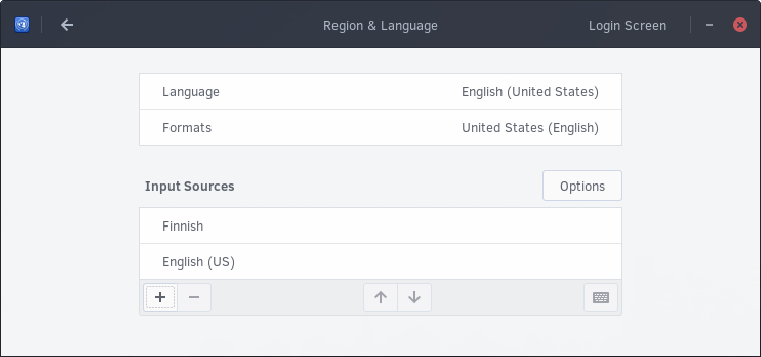 Region & Language
Login Screen
Language
English (United States)
Formats
United States (English)
Input Sources
Options
Finnish
English (US)